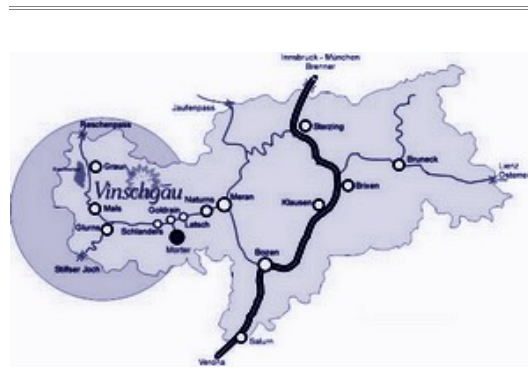 Innsbruck - München
Brenner
Jaufenpass
Reschenpass
Sterzing
Graun
Bruneck
Lienz
Vinschgau
Naturns
Meran
Brixen
Mals
Goldrain
Klausen
Glurns
Schlanders
Latsch
Morter
Stilfser Joch
Bozen
Salurn
Verona